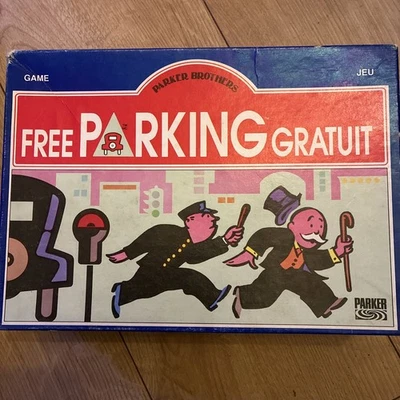 GAME
JEU
PARKER BROTHERS
FREE PARKING GRATUIT
PARKER